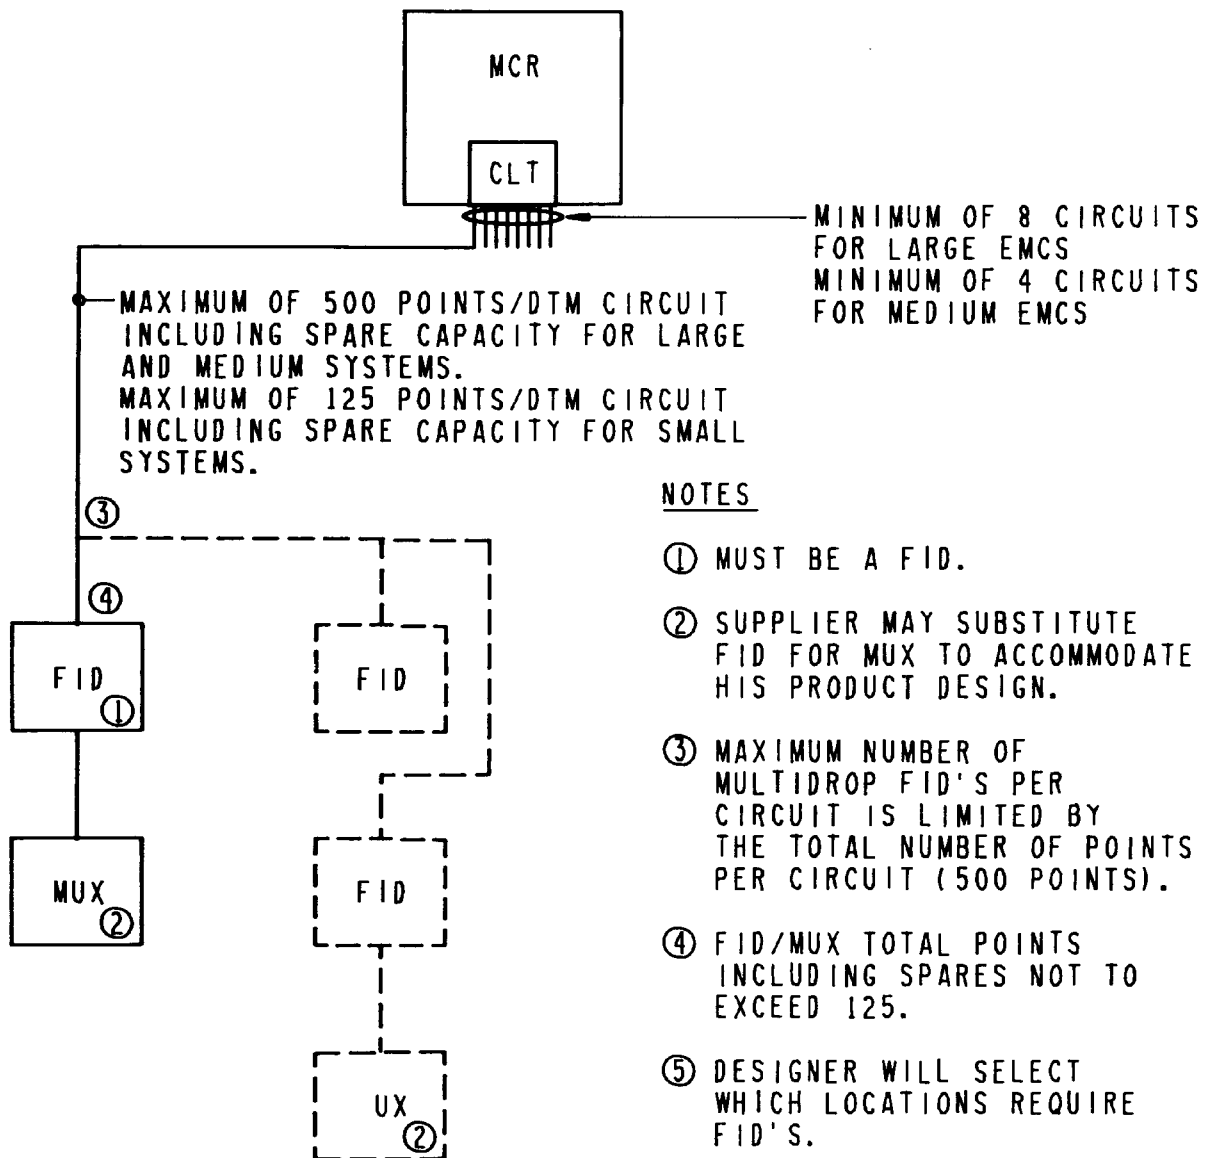 MCR
CLT
MINIMUM OF 8 CIRCUITS
FOR LARGE EMCS
MINIMUM OF 4 CIRCUITS
FOR MEDIUM EMCS
MAXIMUM OF 500 POINTS/DTM CIRCUIT
INCLUDING SPARE CAPACITY FOR LARGE
AND MEDIUM SYSTEMS.
MAXIMUM OF 125 POINTS/DTM CIRCUIT
INCLUDING SPARE CAPACITY FOR SMALL
SYSTEMS.
③
④
FID
①
MUX
②
FID
FID
UX
②
NOTES
① MUST BE A FID.
② SUPPLIER MAY SUBSTITUTE
FID FOR MUX TO ACCOMMODATE
HIS PRODUCT DESIGN.
③ MAXIMUM NUMBER OF
MULTIDROP FID'S PER
CIRCUIT IS LIMITED BY
THE TOTAL NUMBER OF POINTS
PER CIRCUIT (500 POINTS).
④ FID/MUX TOTAL POINTS
INCLUDING SPARES NOT TO
EXCEED 125.
⑤ DESIGNER WILL SELECT
WHICH LOCATIONS REQUIRE
FID'S.